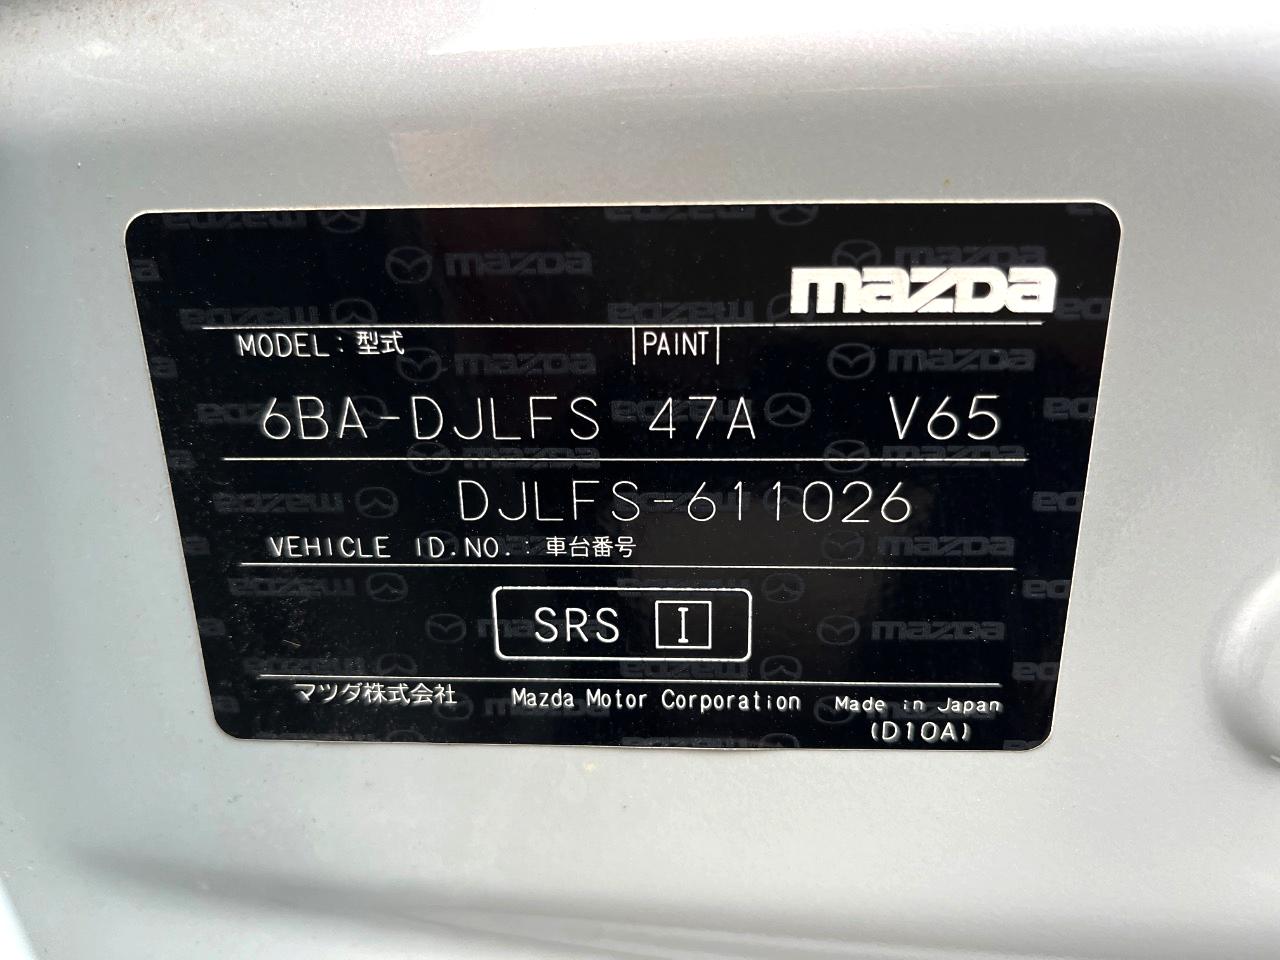 mazda
MODEL: 型式 PAINT
6BA-DJLFS 47A V65
DJLFS-611026
VEHICLE ID.NO.: 車台番号
SRS I
マツダ株式会社 Mazda Motor Corporation Made in Japan
(D10A)